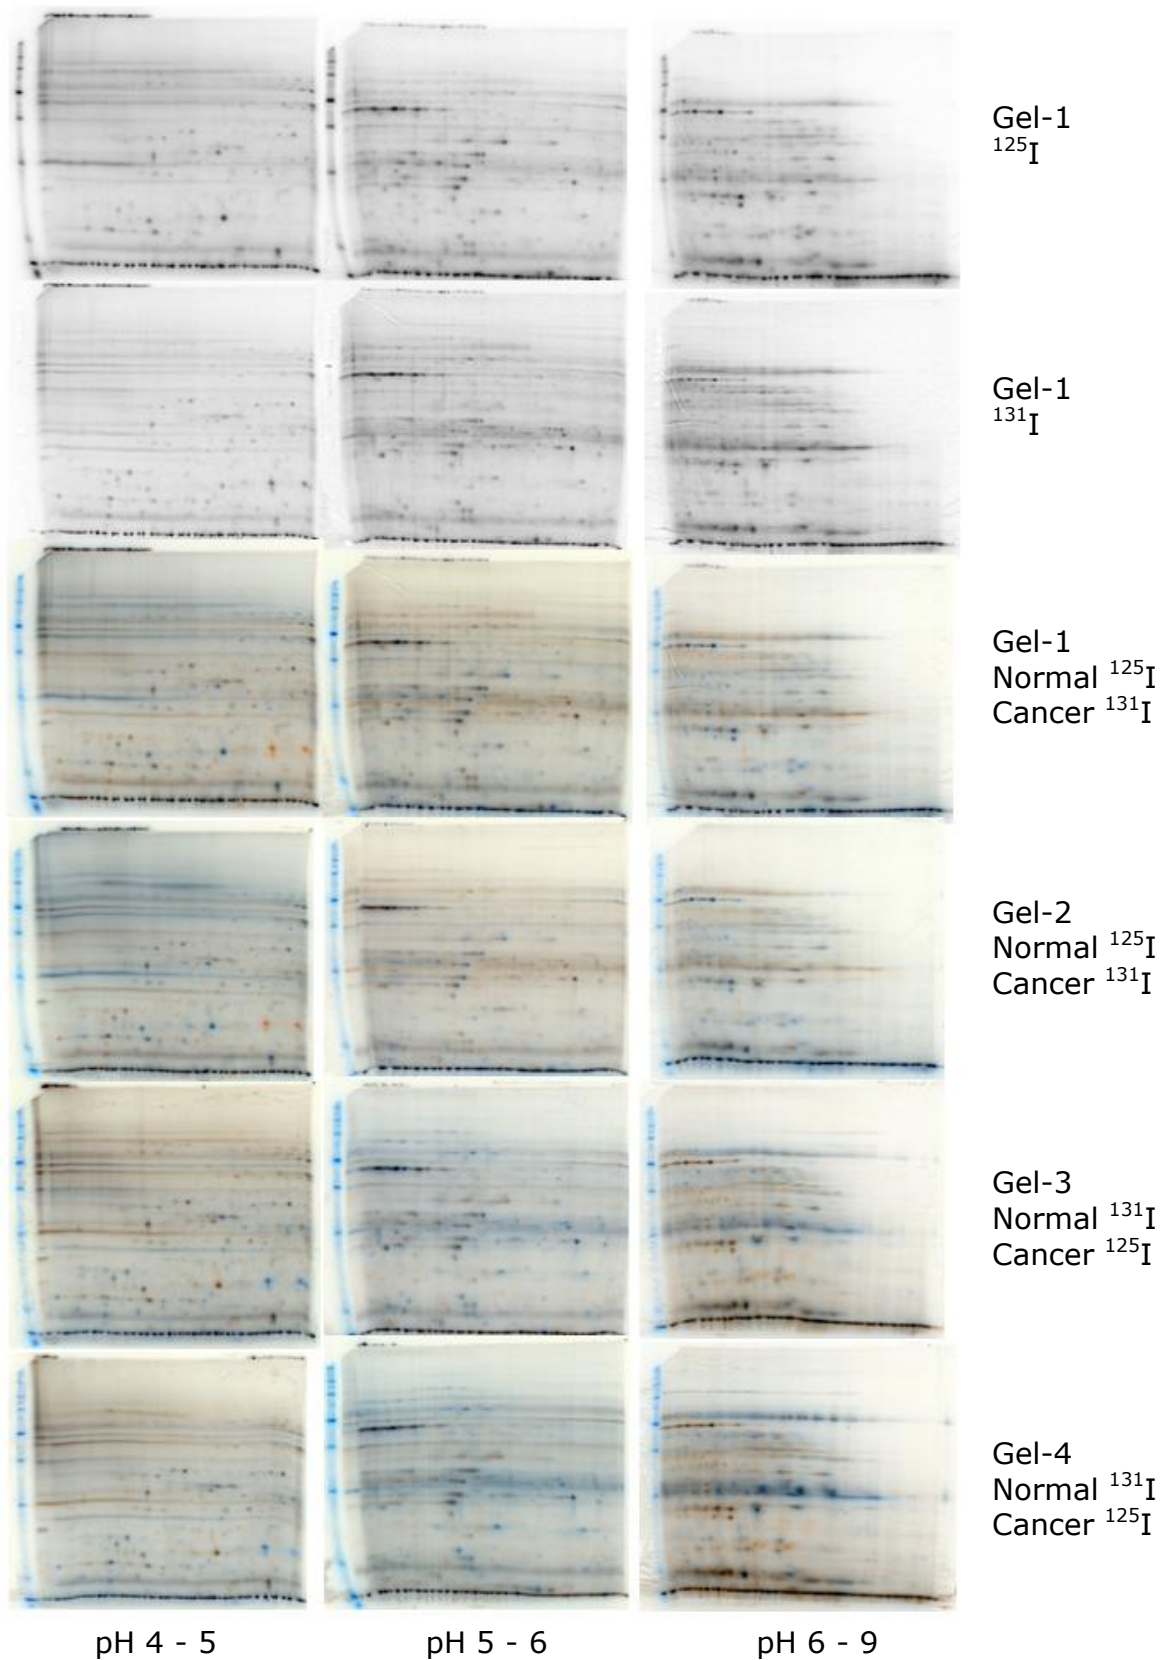 Gel-1
¹²⁵I
Gel-1
¹³¹I
Gel-1
Normal ¹²⁵I
Cancer ¹³¹I
Gel-2
Normal ¹²⁵I
Cancer ¹³¹I
Gel-3
Normal ¹³¹I
Cancer ¹²⁵I
Gel-4
Normal ¹³¹I
Cancer ¹²⁵I
pH 4 - 5
pH 5 - 6
pH 6 - 9